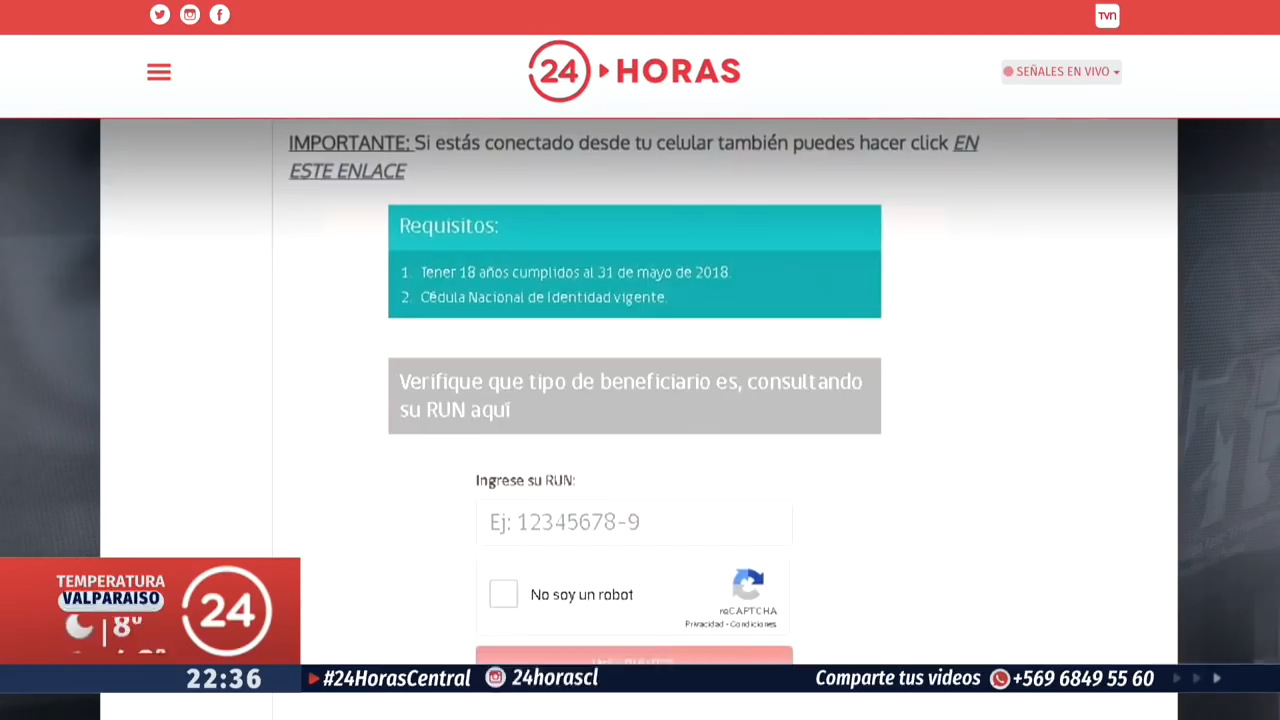 TVN
24 HORAS
SEÑALES EN VIVO
IMPORTANTE: Si estás conectado desde tu celular también puedes hacer click EN
ESTE ENLACE
Requisitos:
1. Tener 18 años cumplidos al 31 de mayo de 2018.
2. Cédula Nacional de Identidad vigente.
Verifique que tipo de beneficiario es, consultando
su RUN aquí
Ingrese su RUN:
Ej: 12345678-9
No soy un robot
reCAPTCHA
Privacidad - Condiciones
TEMPERATURA
VALPARAISO
8º
24
22:36
#24HorasCentral
24horascl
Comparte tus videos
+569 6849 55 60